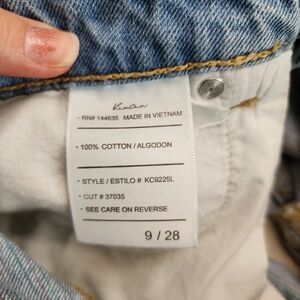 KanCan
· RN# 144635 MADE IN VIETNAM
· 100% COTTON / ALGODON
· STYLE / ESTILO # KC9225L
· CUT # 37035
· SEE CARE ON REVERSE
9 / 28